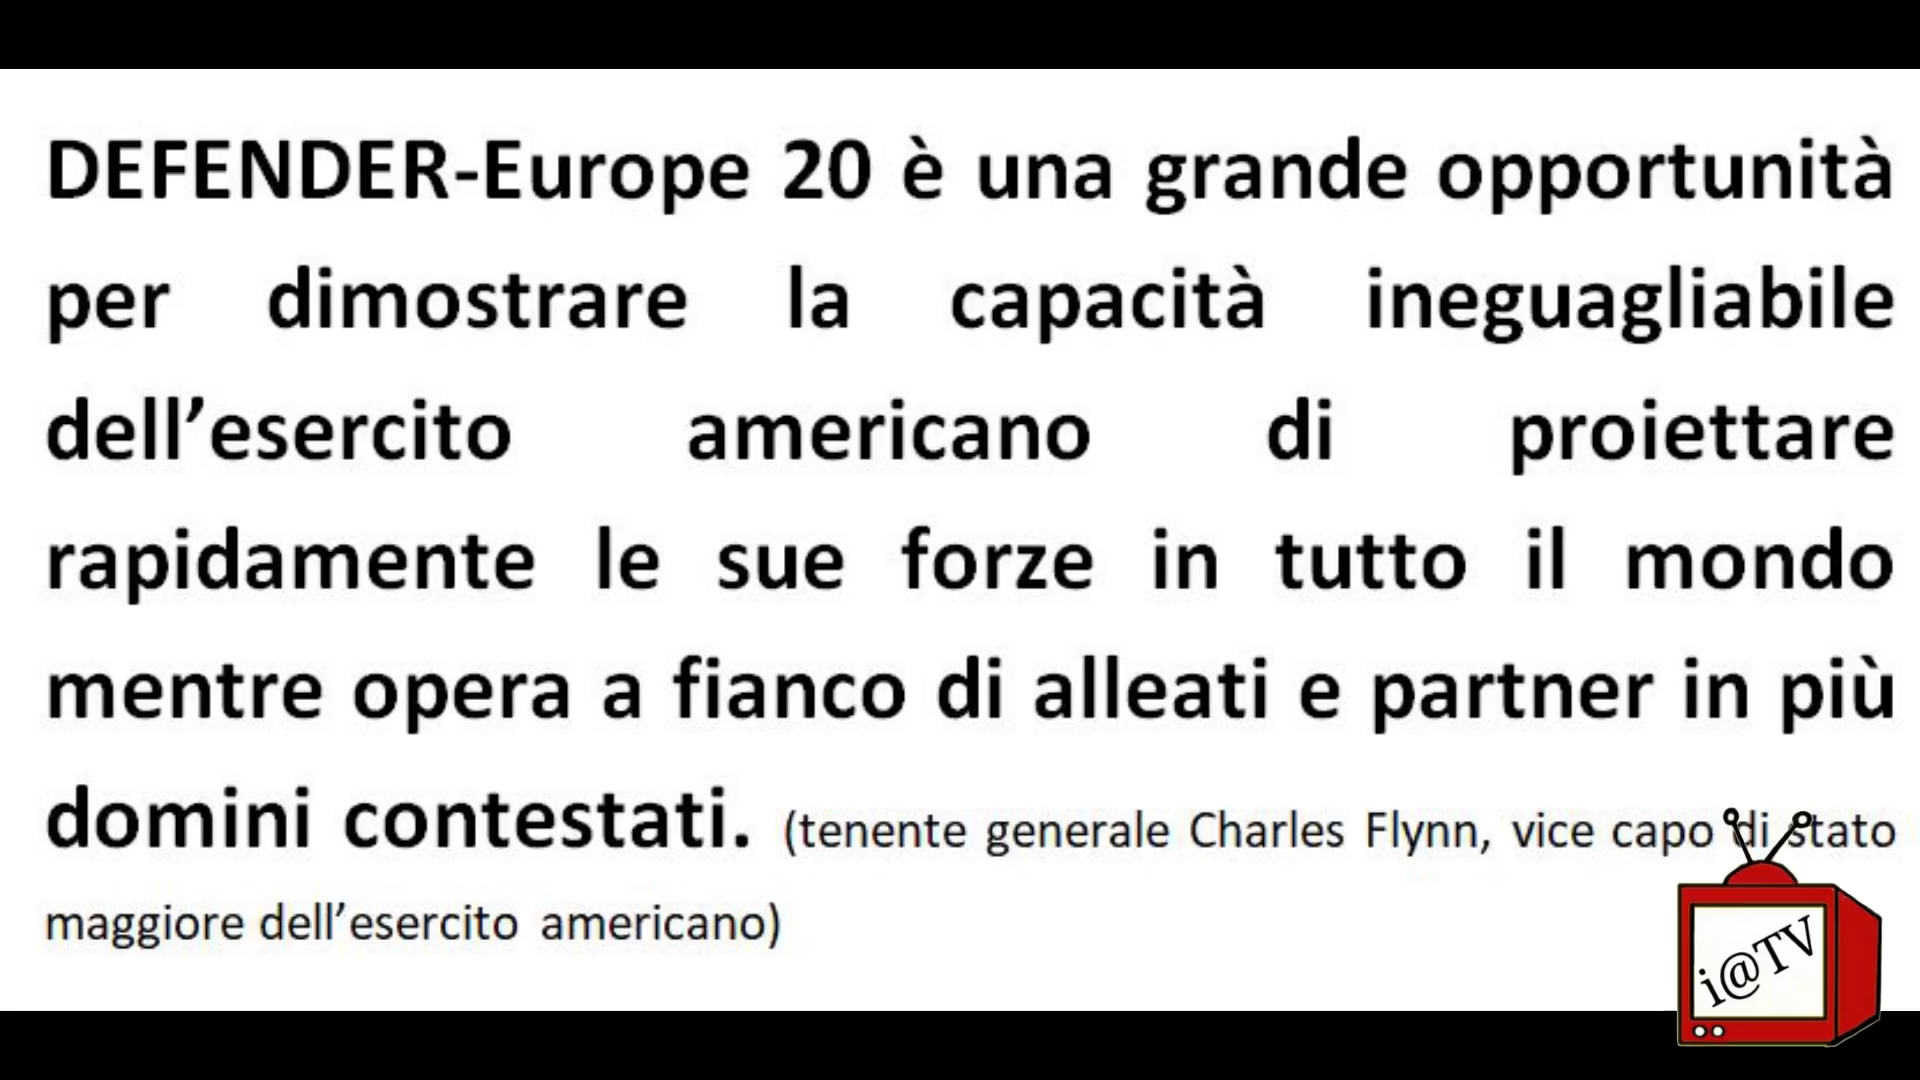 DEFENDER-Europe 20 è una grande opportunità
per dimostrare la capacità ineguagliabile
dell’esercito americano di proiettare
rapidamente le sue forze in tutto il mondo
mentre opera a fianco di alleati e partner in più
domini contestati. (tenente generale Charles Flynn, vice capo di stato
maggiore dell’esercito americano)
i@TV